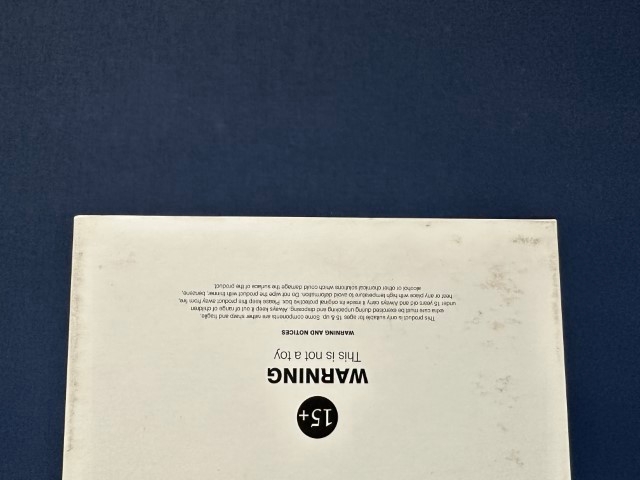 15+
WARNING
This is not a toy
WARNING AND NOTICES
This product is only suitable for ages 15 & up. Some components are rather sharp and fragile,
extra care must be exercised during unpacking and disposing. Always keep it out of range of children
under 15 years old and Always carry it inside its original protective box. Please keep this product away from fire,
heat or any place with high temperature to avoid deformation. Do not wipe the product with thinner, benzene,
alcohol or other chemical solutions which could damage the surface of the product.